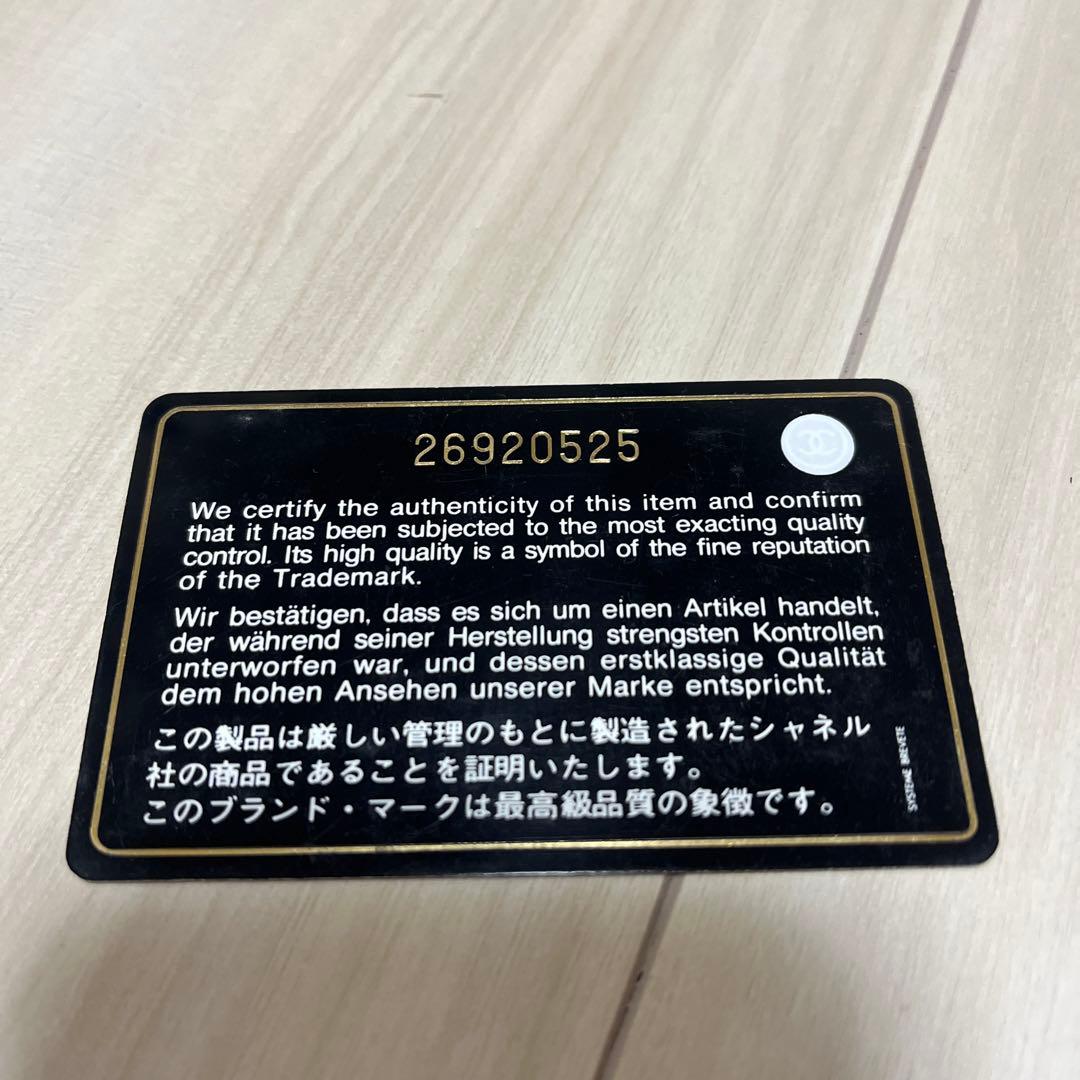 26920525
We certify the authenticity of this item and confirm
that it has been subjected to the most exacting quality
control. Its high quality is a symbol of the fine reputation
of the Trademark.
Wir bestätigen, dass es sich um einen Artikel handelt,
der während seiner Herstellung strengsten Kontrollen
unterworfen war, und dessen erstklassige Qualität
dem hohen Ansehen unserer Marke entspricht.
この製品は厳しい管理のもとに製造されたシャネル
社の商品であることを証明いたします。
このブランド・マークは最高級品質の象徴です。
SYSTEME BREVETE